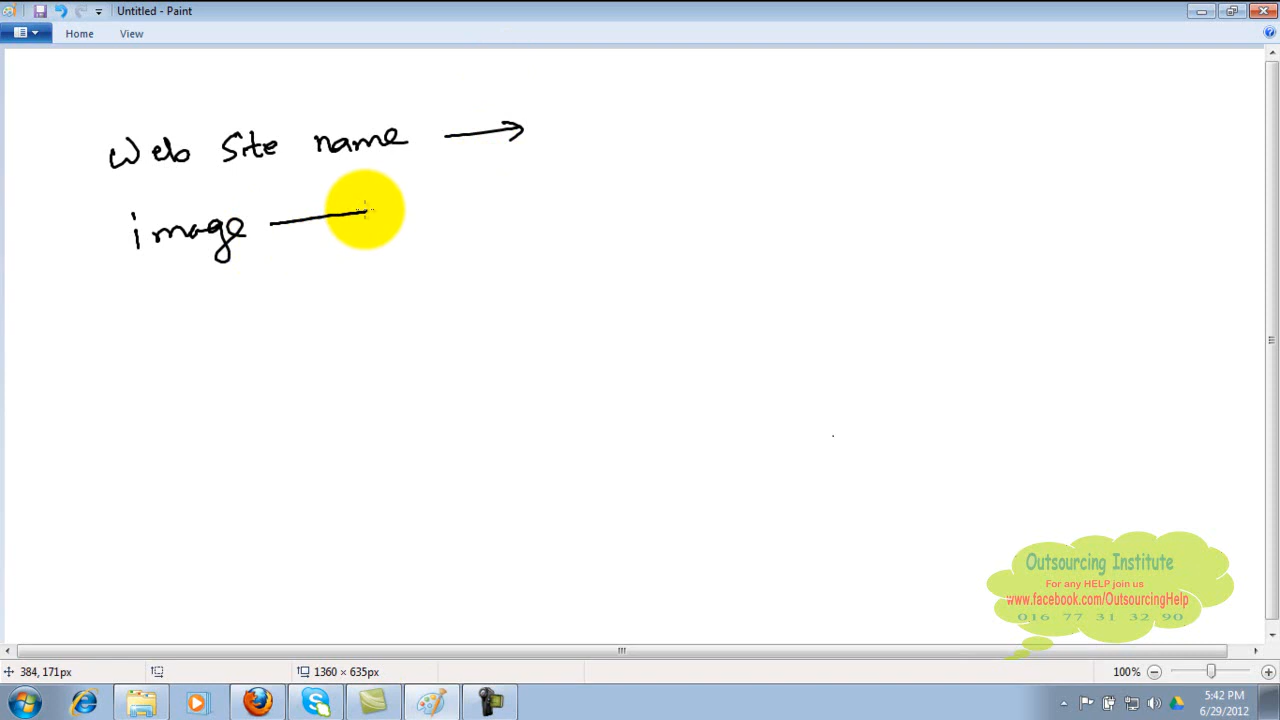 Untitled - Paint
Home View
Web Site name
image
Outsourcing Institute
For any HELP join us
www.facebook.com/OutsourcingHelp
016 77 31 32 90
384, 171px
1360 × 635px
100%
5:42 PM
6/29/2012